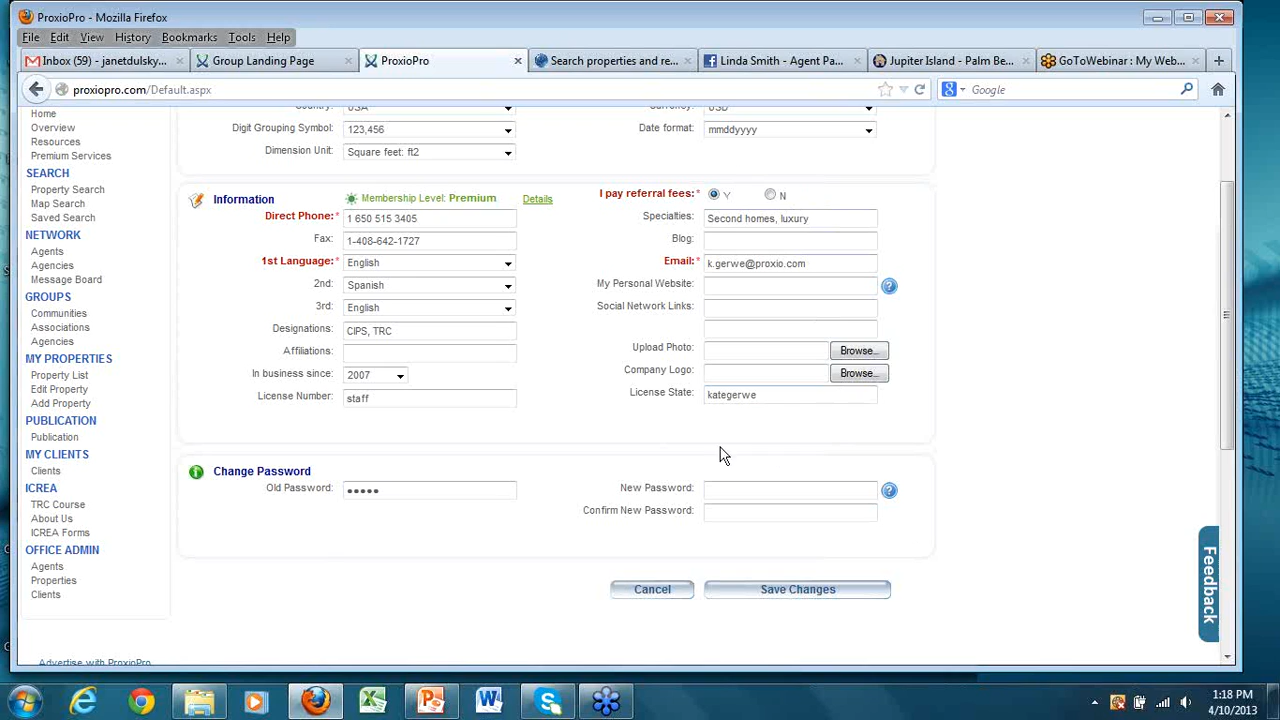 ProxioPro - Mozilla Firefox
File Edit View History Bookmarks Tools Help
Inbox (59) - janetdulsky... Group Landing Page ProxioPro Search properties and re... Linda Smith - Agent Pa... Jupiter Island - Palm Be... GoToWebinar : My Web...
proxiopro.com/Default.aspx Google
Home
Overview
Resources
Premium Services
SEARCH
Property Search
Map Search
Saved Search
NETWORK
Agents
Agencies
Message Board
GROUPS
Communities
Associations
Agencies
MY PROPERTIES
Property List
Edit Property
Add Property
PUBLICATION
Publication
MY CLIENTS
Clients
ICREA
TRC Course
About Us
ICREA Forms
OFFICE ADMIN
Agents
Properties
Clients
Advertise with ProxioPro
Country: USA Currency: USD
Digit Grouping Symbol: 123,456 Date format: mmddyyyy
Dimension Unit: Square feet: ft2
Information Membership Level: Premium Details I pay referral fees:* Y N
Direct Phone:* 1 650 515 3405 Specialties: Second homes, luxury
Fax: 1-408-642-1727 Blog:
1st Language:* English Email:* k.gerwe@proxio.com
2nd: Spanish My Personal Website:
3rd: English Social Network Links:
Designations: CIPS, TRC
Affiliations: Upload Photo: Browse...
In business since: 2007 Company Logo: Browse...
License Number: staff License State: kategerwe
Change Password
Old Password: ••••• New Password:
Confirm New Password:
Cancel Save Changes
Feedback
1:18 PM
4/10/2013